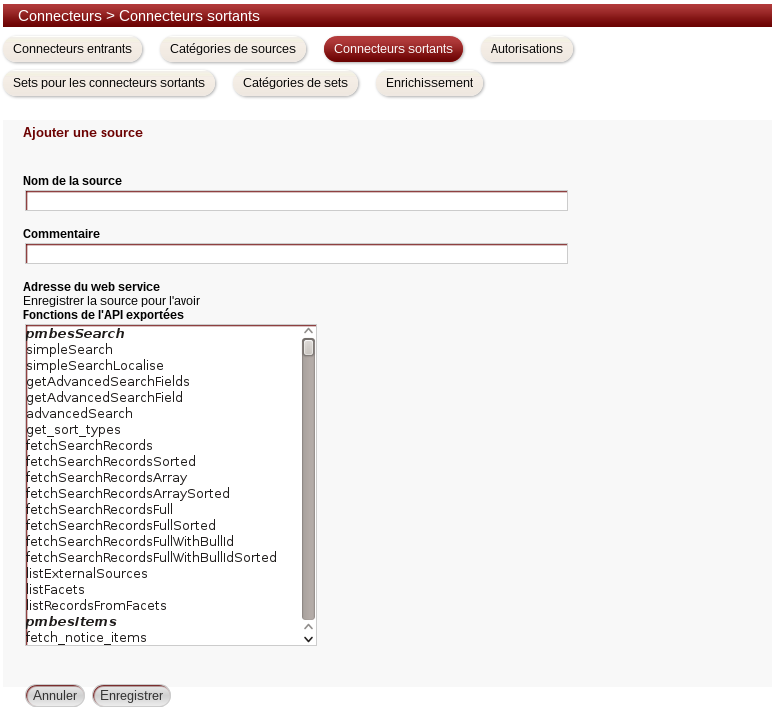 Connecteurs > Connecteurs sortants
Connecteurs entrants Catégories de sources Connecteurs sortants Autorisations
Sets pour les connecteurs sortants Catégories de sets Enrichissement
Ajouter une source
Nom de la source
Commentaire
Adresse du web service
Enregistrer la source pour l'avoir
Fonctions de l'API exportées
pmbesSearch
simpleSearch
simpleSearchLocalise
getAdvancedSearchFields
getAdvancedSearchField
advancedSearch
get_sort_types
fetchSearchRecords
fetchSearchRecordsSorted
fetchSearchRecordsArray
fetchSearchRecordsArraySorted
fetchSearchRecordsFull
fetchSearchRecordsFullSorted
fetchSearchRecordsFullWithBullId
fetchSearchRecordsFullWithBullIdSorted
listExternalSources
listFacets
listRecordsFromFacets
pmbesItems
fetch_notice_items
Annuler Enregistrer